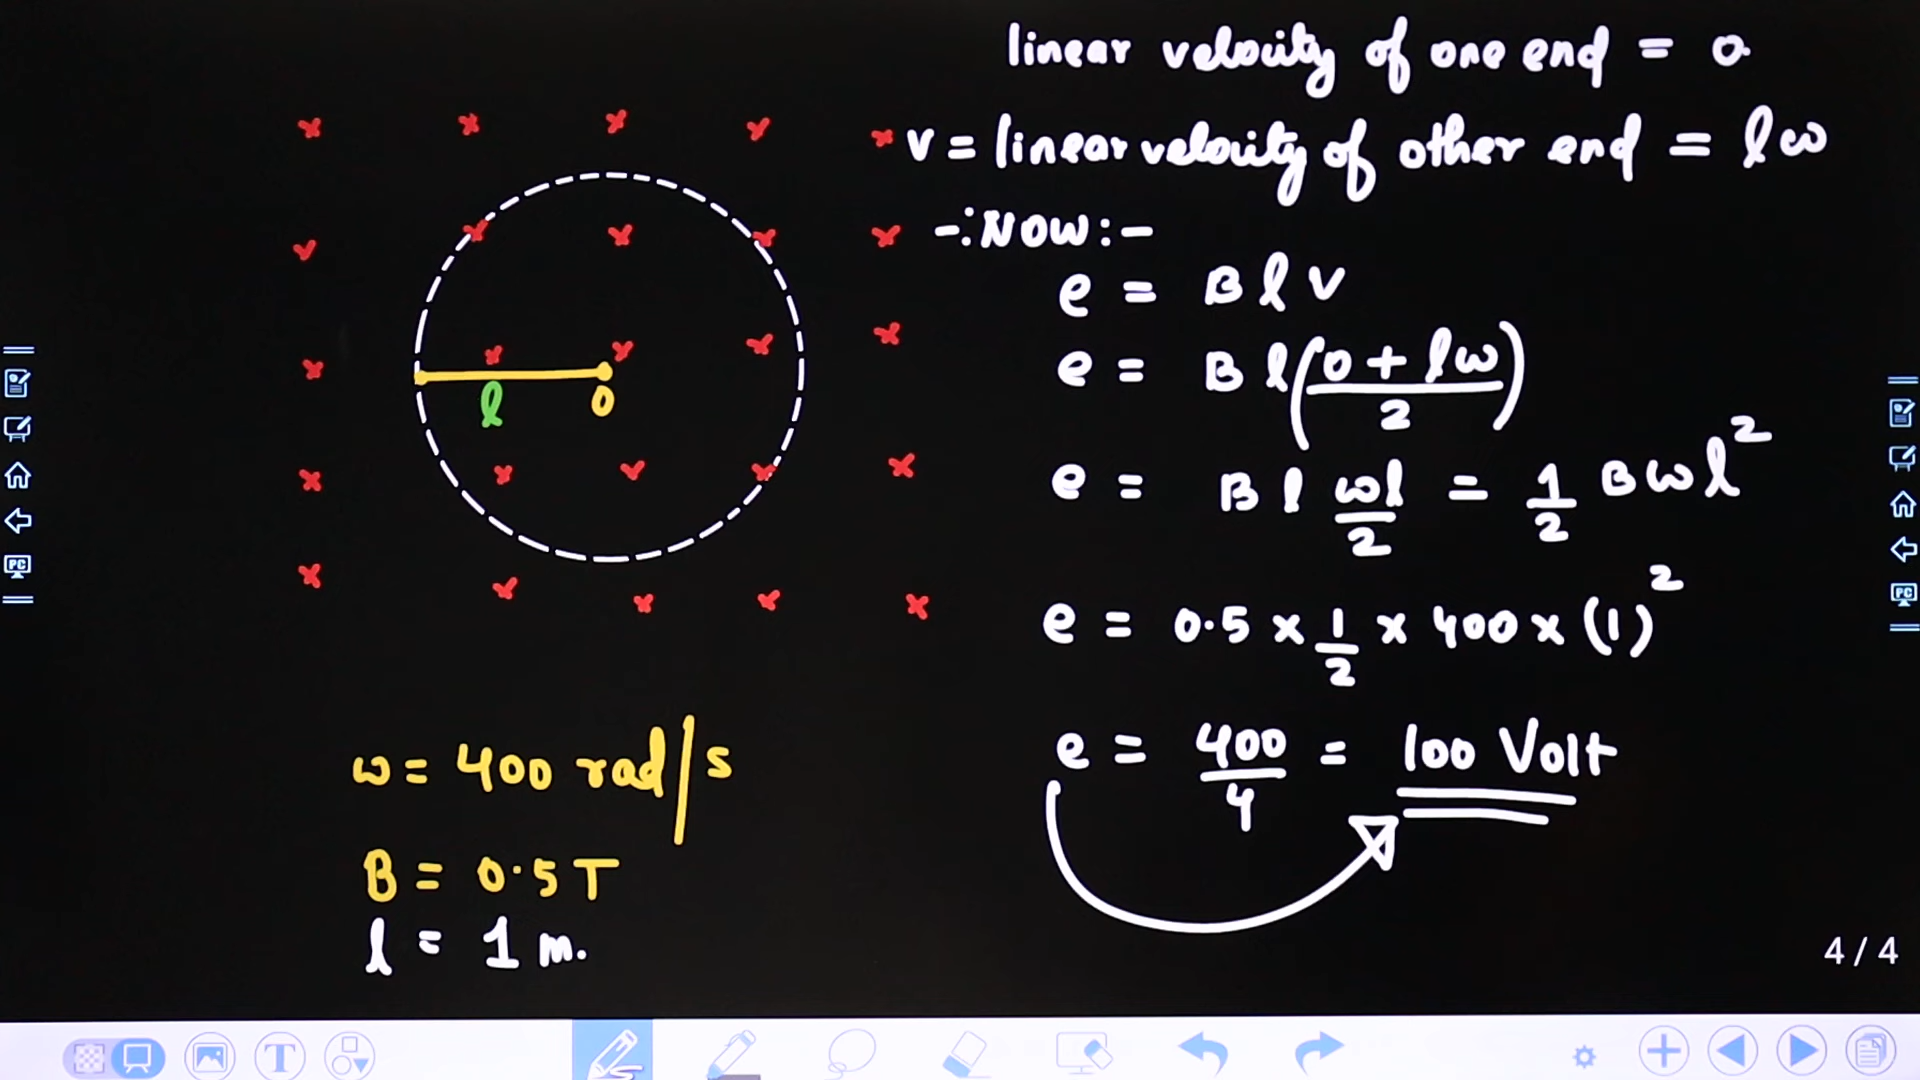 linear velocity of one end = 0
v = linear velocity of other end = lω
-:NOW:-
e = B l v
e = B l (0 + lω / 2)
e = B l ωl/2 = 1/2 Bωl²
e = 0.5 × 1/2 × 400 × (1)²
e = 400/4 = 100 Volt
l
O
ω = 400 rad/s
B = 0.5 T
l = 1 m.
4 / 4
PC
PC
T